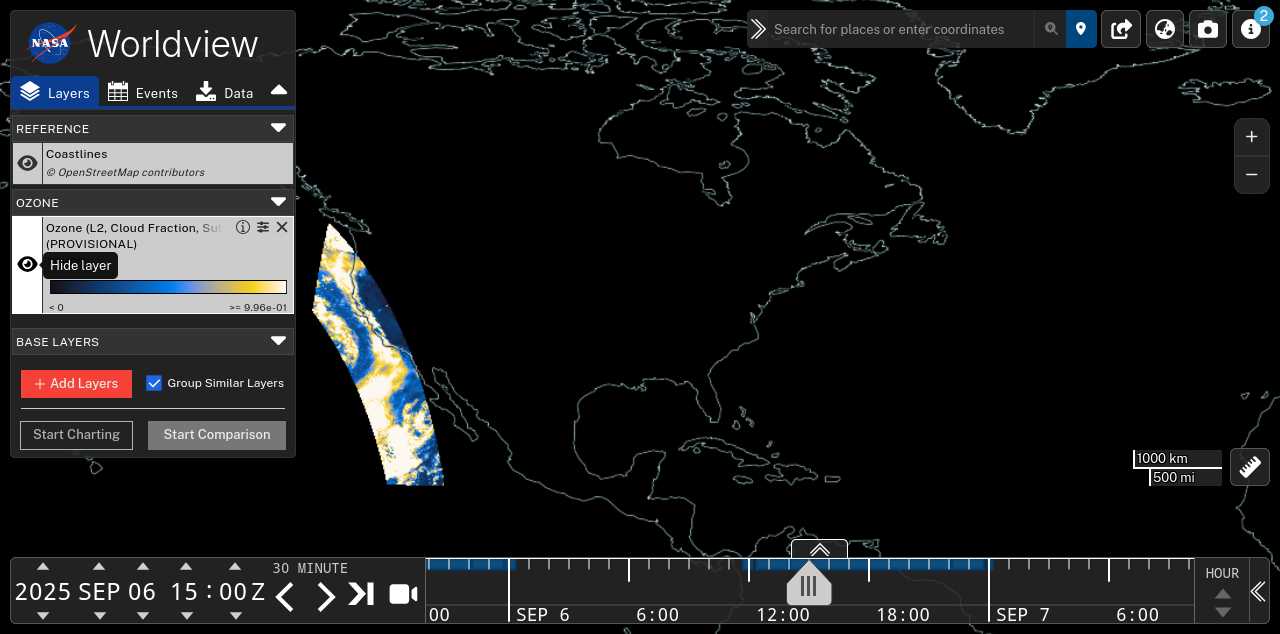 NASA
Worldview
Layers
Events
Data
Search for places or enter coordinates
2
REFERENCE
Coastlines
© OpenStreetMap contributors
OZONE
Ozone (L2, Cloud Fraction,
(PROVISIONAL)
Hide layer
< 0
>= 9.96e-01
BASE LAYERS
+ Add Layers
Group Similar Layers
Start Charting
Start Comparison
+
−
1000 km
500 mi
2025 SEP 06 15 : 00 Z
30 MINUTE
00
SEP 6
6:00
12:00
18:00
SEP 7
6:00
HOUR